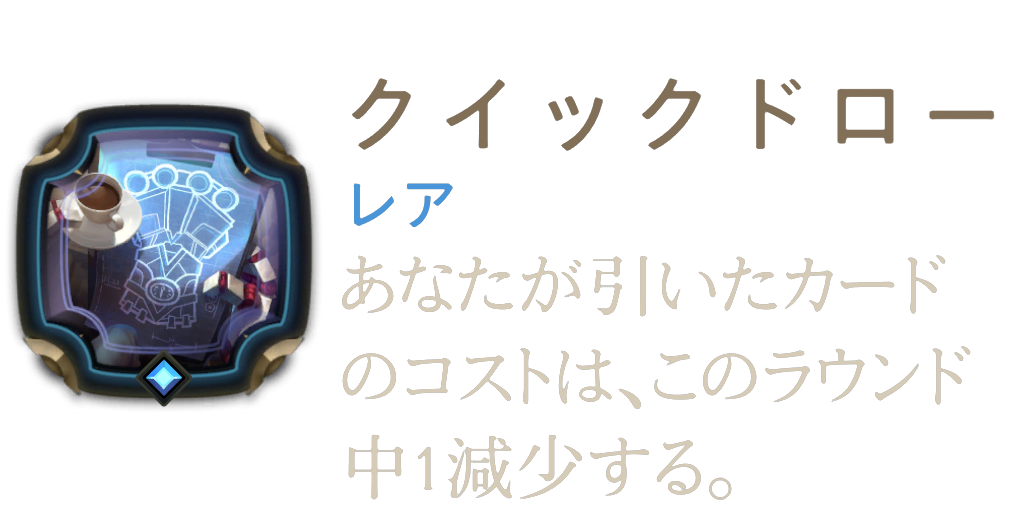 クイックドロー
レア
あなたが引いたカード
のコストは、このラウンド
中1減少する。